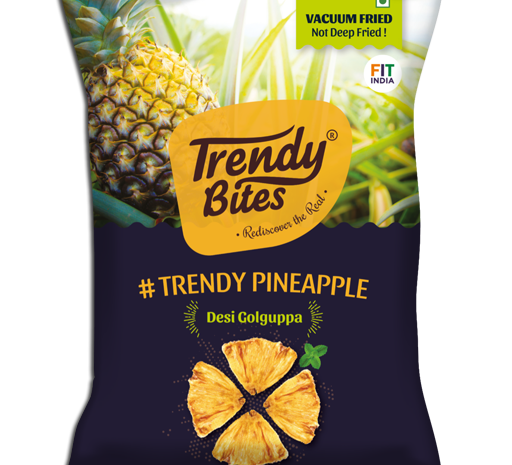 VACUUM FRIED
Not Deep Fried !
FIT
INDIA
Trendy®
Bites
• Rediscover the Real •
# TRENDY PINEAPPLE
Desi Golguppa